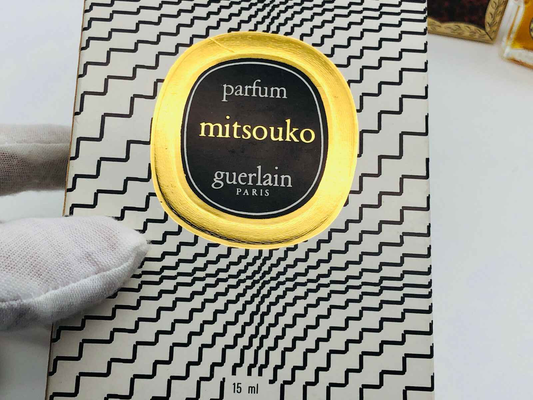 parfum
mitsouko
guerlain
PARIS
15 ml